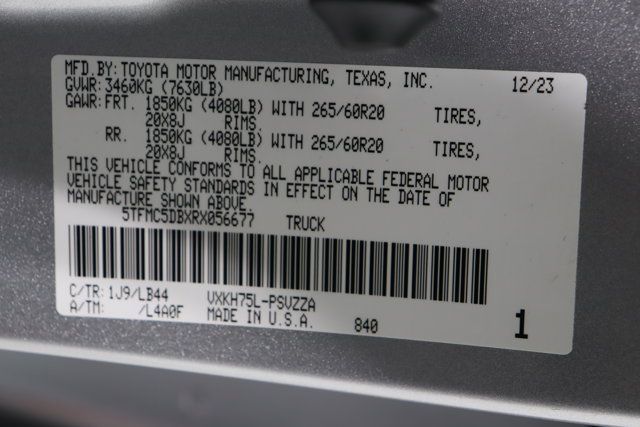 MFD.BY: TOYOTA MOTOR MANUFACTURING, TEXAS, INC. 12/23
GVWR: 3460KG (7630LB)
GAWR: FRT. 1850KG (4080LB) WITH 265/60R20 TIRES,
20X8J RIMS.
RR. 1850KG (4080LB) WITH 265/60R20 TIRES,
20X8J RIMS.
THIS VEHICLE CONFORMS TO ALL APPLICABLE FEDERAL MOTOR
VEHICLE SAFETY STANDARDS IN EFFECT ON THE DATE OF
MANUFACTURE SHOWN ABOVE.
5TFMC5DBXRX056677 TRUCK
C/TR: 1J9/LB44 VXKH75L-PSVZZA
A/TM: /L4A0F MADE IN U.S.A. 840 1